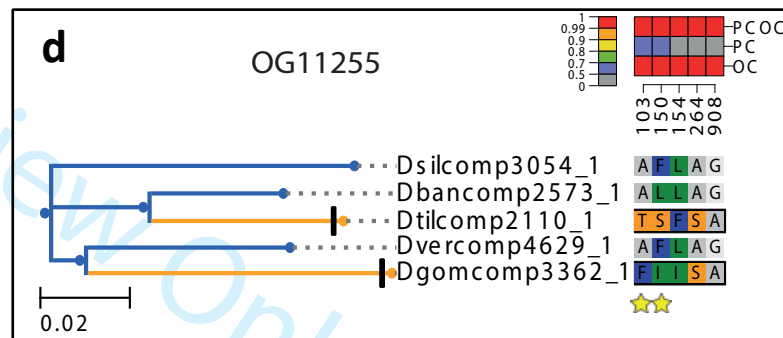 d
OG11255
1
0.99
0.9
0.8
0.7
0.5
0
PCOC
PC
OC
103
150
154
264
908
Dsilcomp3054_1 A F L A G
Dbancomp2573_1 A L L A G
Dtilcomp2110_1 T S F S A
Dvercomp4629_1 A F L A G
Dgomcomp3362_1 F I I S A
0.02